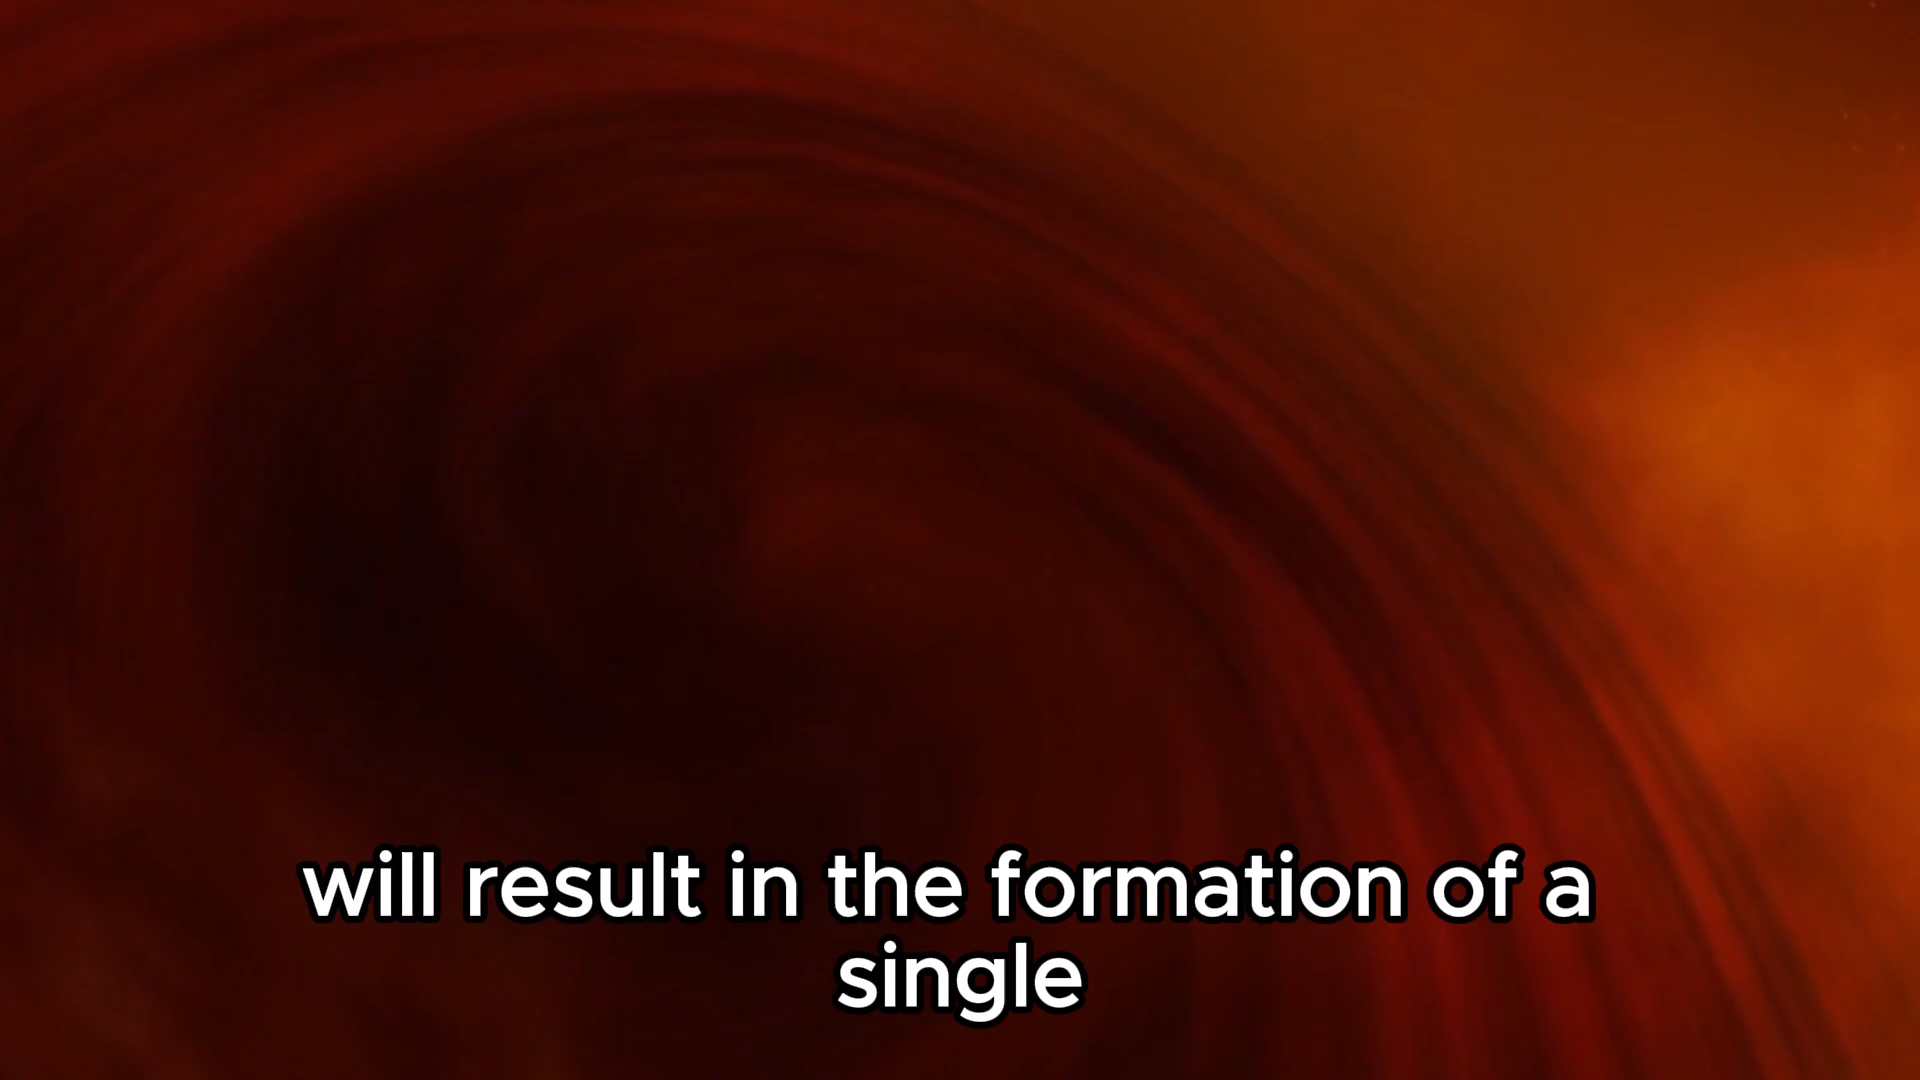 will result in the formation of a
single